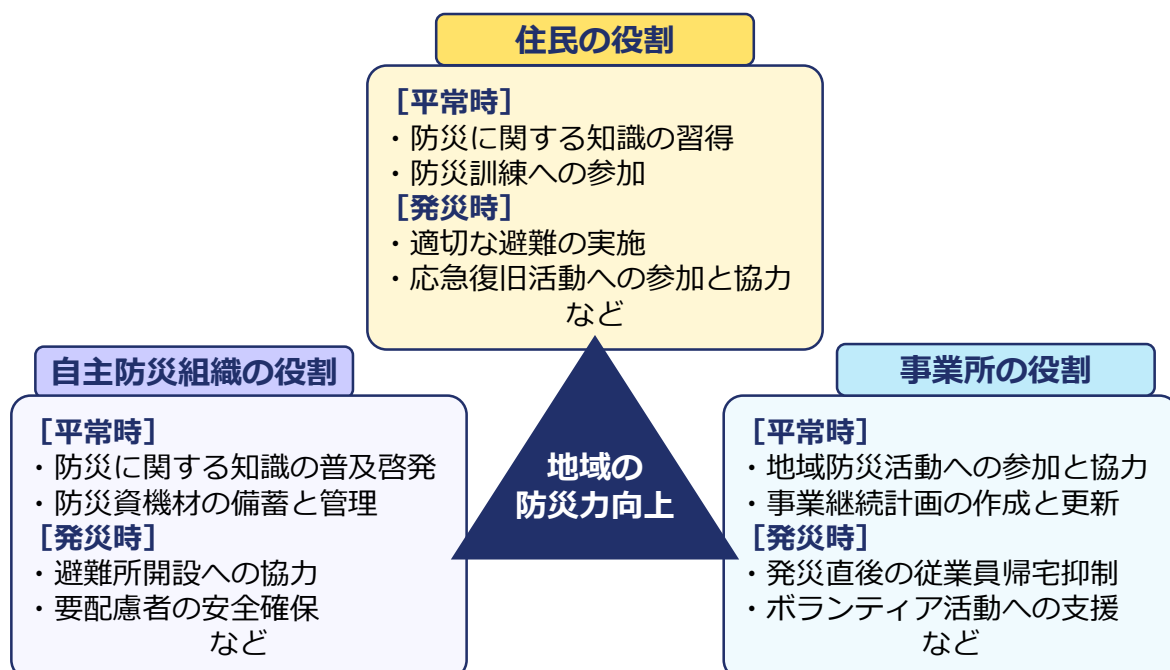 住民の役割
［平常時］
・防災に関する知識の習得
・防災訓練への参加
［発災時］
・適切な避難の実施
・応急復旧活動への参加と協力
など
自主防災組織の役割
［平常時］
・防災に関する知識の普及啓発
・防災資機材の備蓄と管理
［発災時］
・避難所開設への協力
・要配慮者の安全確保
など
地域の
防災力向上
事業所の役割
［平常時］
・地域防災活動への参加と協力
・事業継続計画の作成と更新
［発災時］
・発災直後の従業員帰宅抑制
・ボランティア活動への支援
など